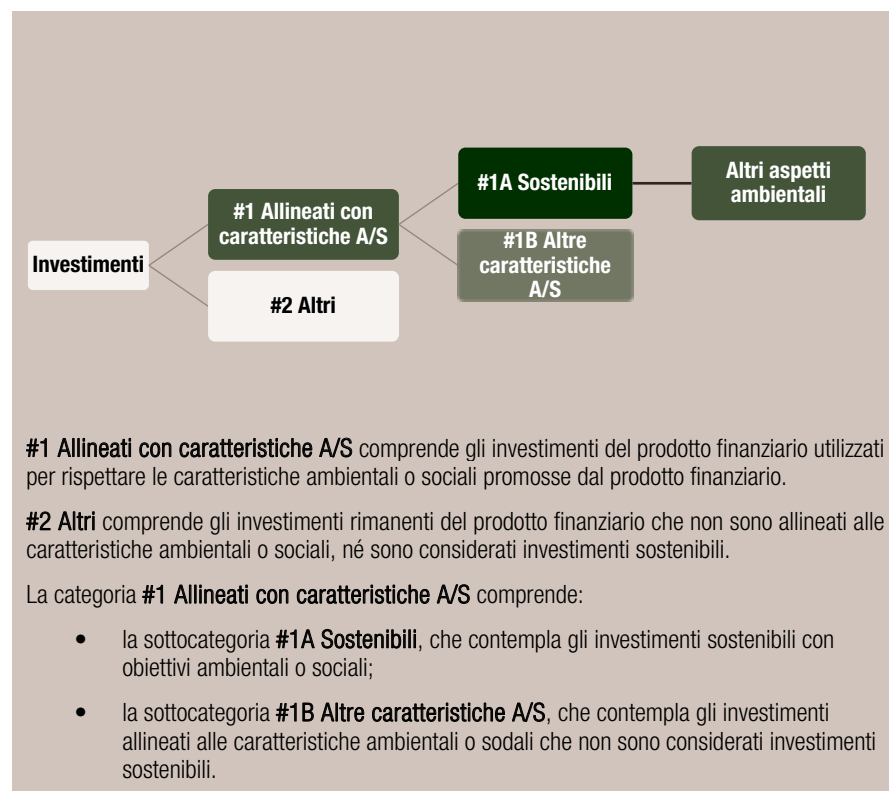 #1A Sostenibili
Altri aspetti
ambientali
#1 Allineati con
caratteristiche A/S
#1B Altre
caratteristiche
A/S
Investimenti
#2 Altri
#1 Allineati con caratteristiche A/S comprende gli investimenti del prodotto finanziario utilizzati
per rispettare le caratteristiche ambientali o sociali promosse dal prodotto finanziario.
#2 Altri comprende gli investimenti rimanenti del prodotto finanziario che non sono allineati alle
caratteristiche ambientali o sociali, né sono considerati investimenti sostenibili.
La categoria #1 Allineati con caratteristiche A/S comprende:
• la sottocategoria #1A Sostenibili, che contempla gli investimenti sostenibili con
obiettivi ambientali o sociali;
• la sottocategoria #1B Altre caratteristiche A/S, che contempla gli investimenti
allineati alle caratteristiche ambientali o sodali che non sono considerati investimenti
sostenibili.